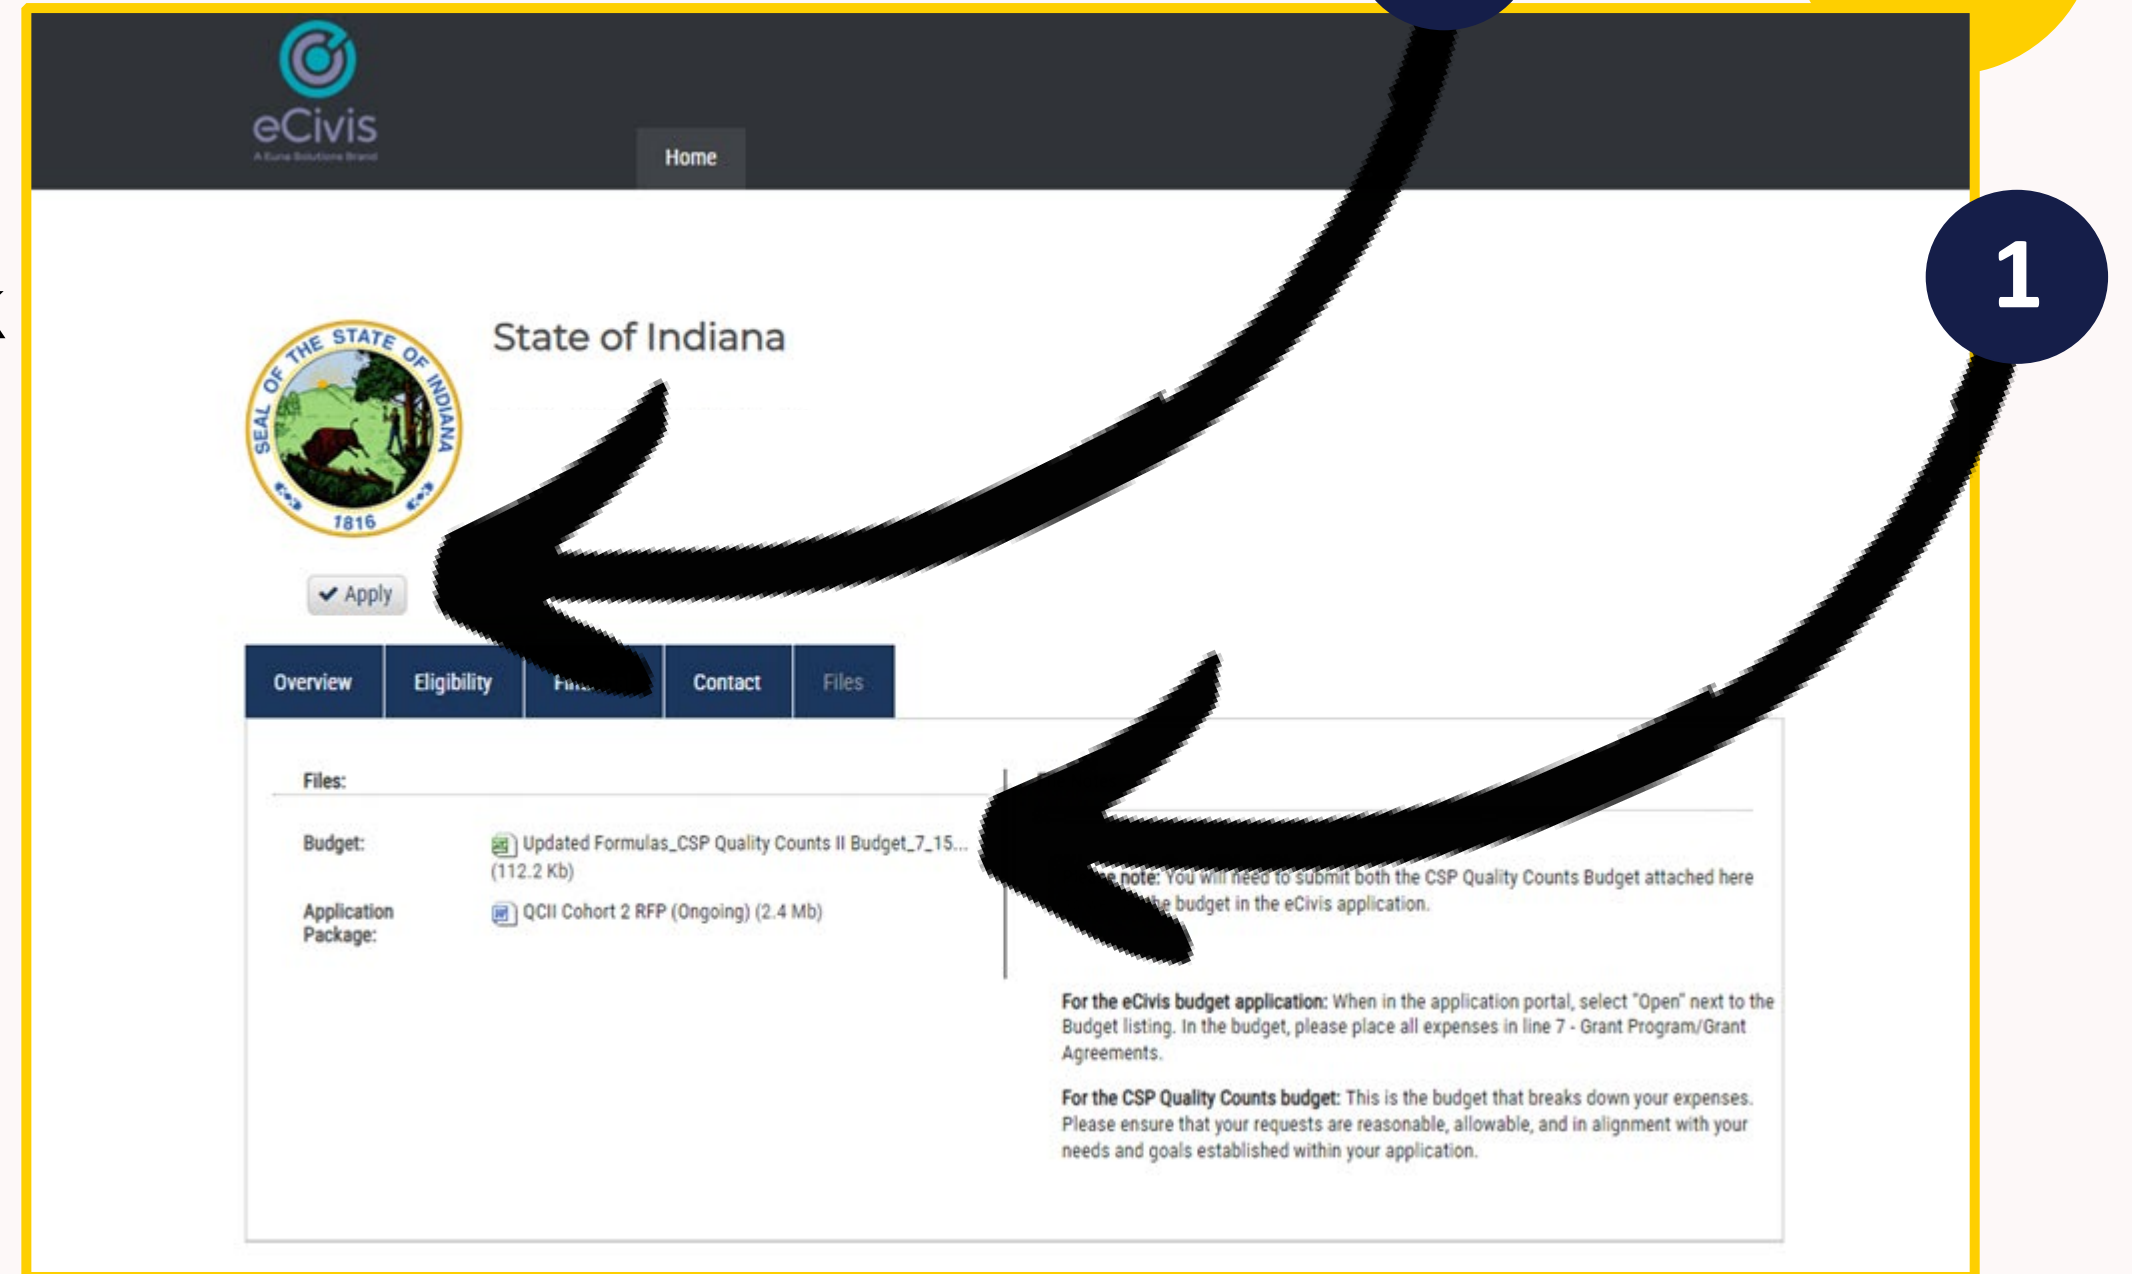 eCivis
A Euna Solutions Brand
Home
1
State of Indiana
SEAL OF THE STATE OF INDIANA
1816
Apply
Overview
Eligibility
Contact
Files
Files:
Budget:
Updated Formulas_CSP Quality Counts II Budget_7_15...
(112.2 Kb)
Application
Package:
QCII Cohort 2 RFP (Ongoing) (2.4 Mb)
note: You will need to submit both the CSP Quality Counts Budget attached here
budget in the eCivis application.
For the eCivis budget application: When in the application portal, select "Open" next to the
Budget listing. In the budget, please place all expenses in line 7 - Grant Program/Grant
Agreements.
For the CSP Quality Counts budget: This is the budget that breaks down your expenses.
Please ensure that your requests are reasonable, allowable, and in alignment with your
needs and goals established within your application.